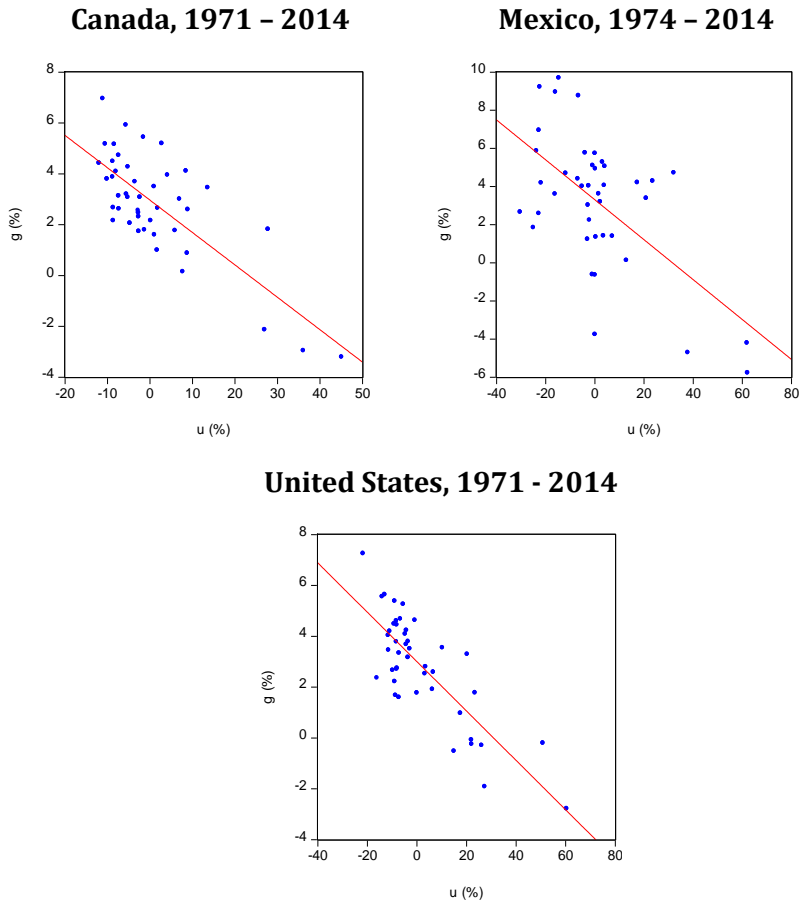 Canada, 1971 – 2014
Mexico, 1974 – 2014
8
6
4
2
0
-2
-4
g (%)
-20 -10 0 10 20 30 40 50
u (%)
10
8
6
4
2
0
-2
-4
-6
g (%)
-40 -20 0 20 40 60 80
u (%)
United States, 1971 - 2014
8
6
4
2
0
-2
-4
g (%)
-40 -20 0 20 40 60 80
u (%)